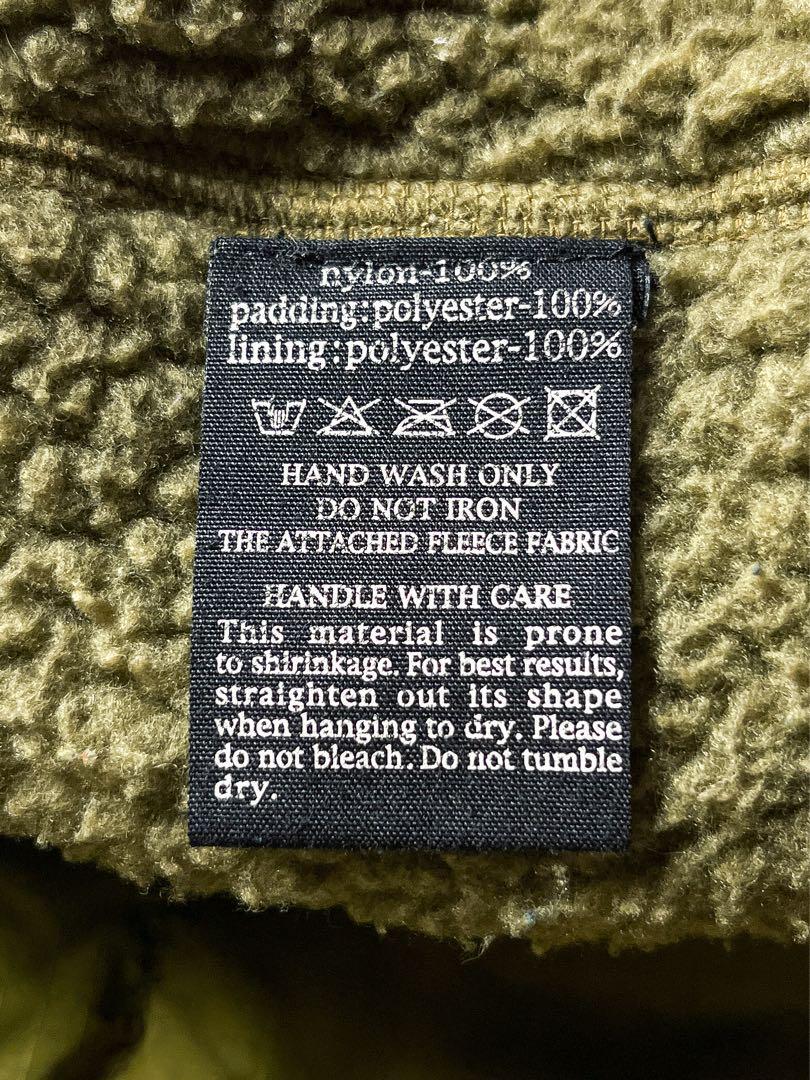 nylon-100%
padding:polyester-100%
lining:polyester-100%
HAND WASH ONLY
DO NOT IRON
THE ATTACHED FLEECE FABRIC
HANDLE WITH CARE
This material is prone
to shirinkage. For best results,
straighten out its shape
when hanging to dry. Please
do not bleach. Do not tumble
dry.